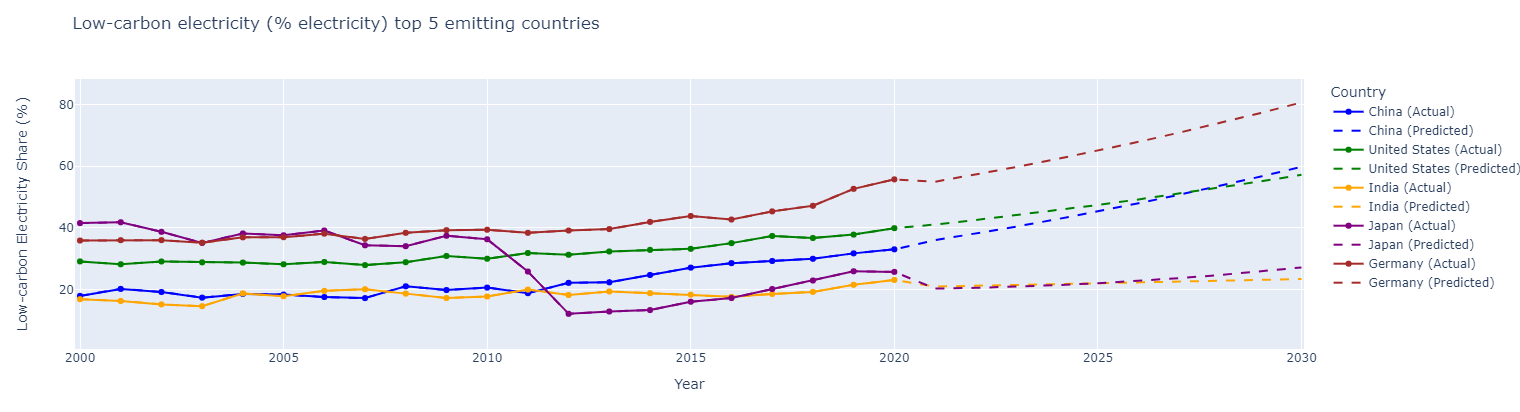 Low-carbon electricity (% electricity) top 5 emitting countries
Low-carbon Electricity Share (%)
80
60
40
20
2000
2005
2010
2015
2020
2025
2030
Year
Country
China (Actual)
China (Predicted)
United States (Actual)
United States (Predicted)
India (Actual)
India (Predicted)
Japan (Actual)
Japan (Predicted)
Germany (Actual)
Germany (Predicted)